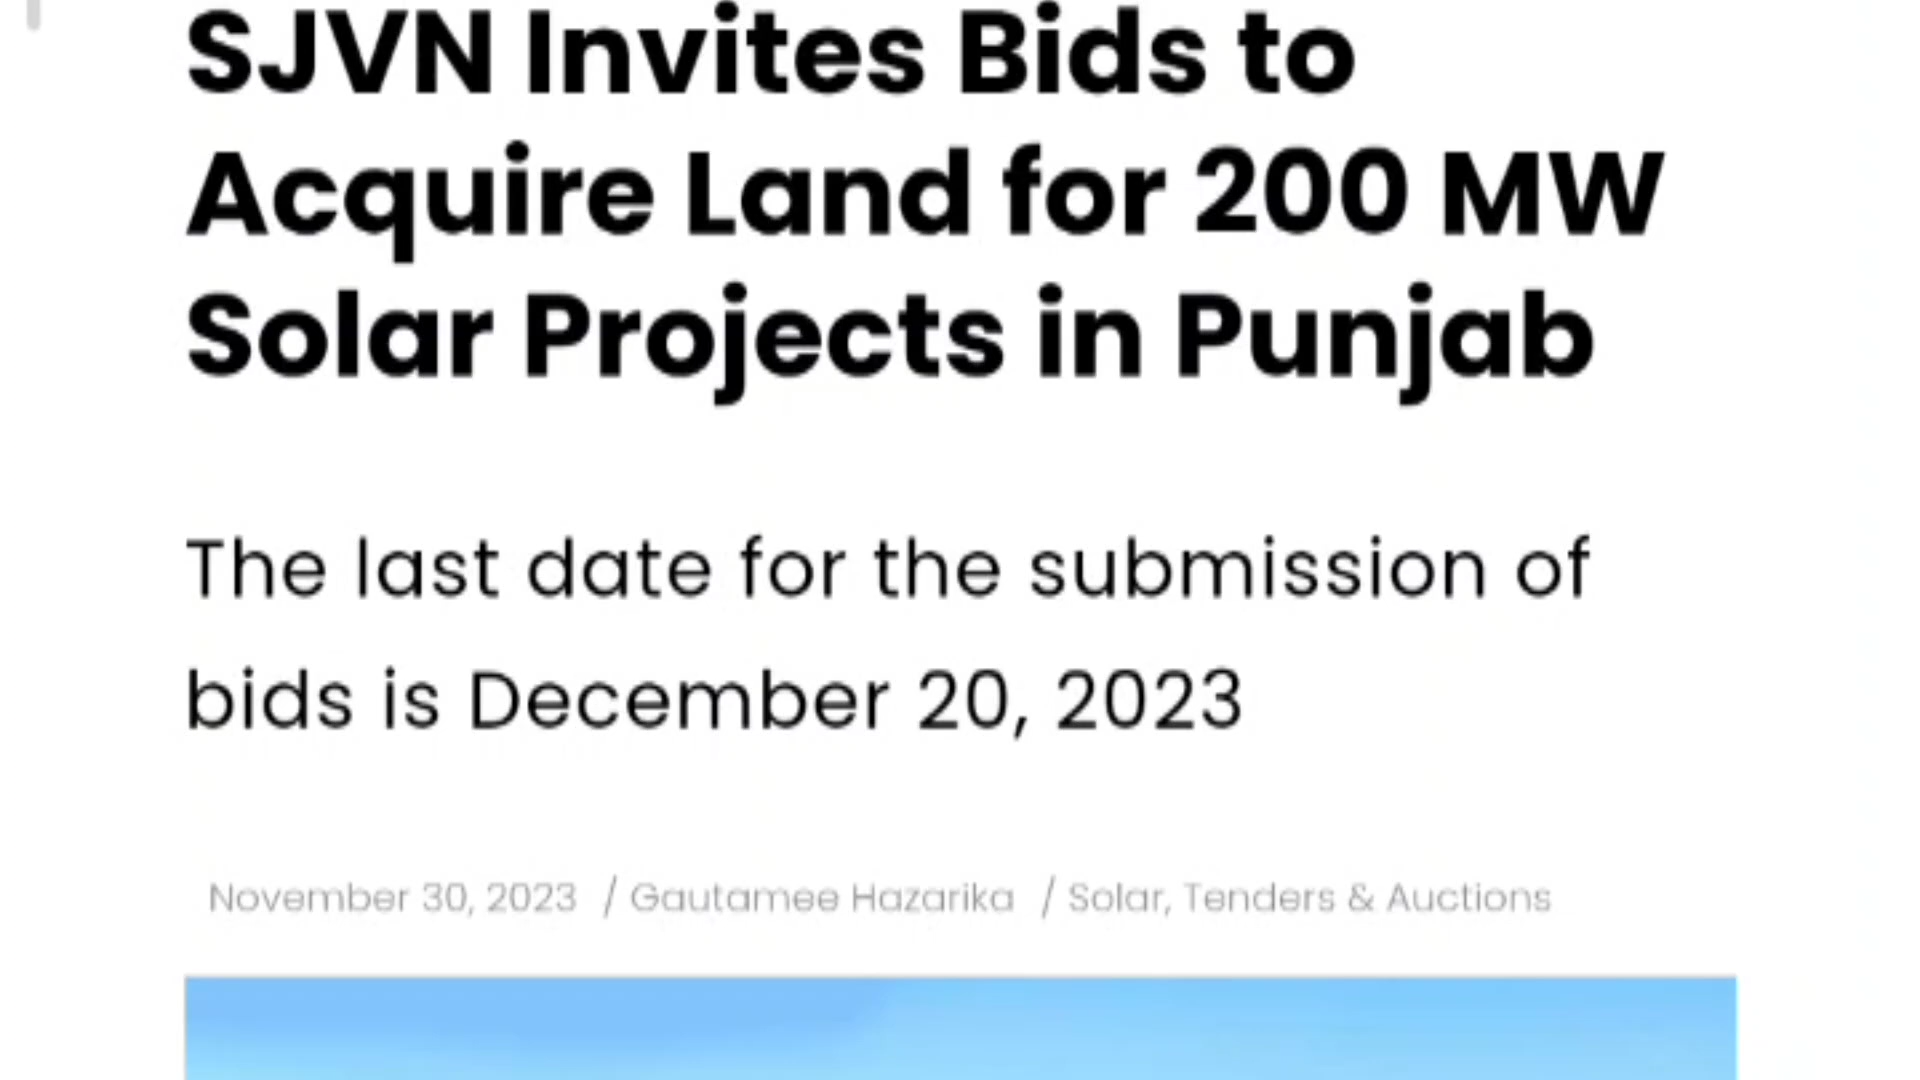 SJVN Invites Bids to
Acquire Land for 200 MW
Solar Projects in Punjab
The last date for the submission of
bids is December 20, 2023
November 30, 2023 / Gautamee Hazarika / Solar, Tenders & Auctions